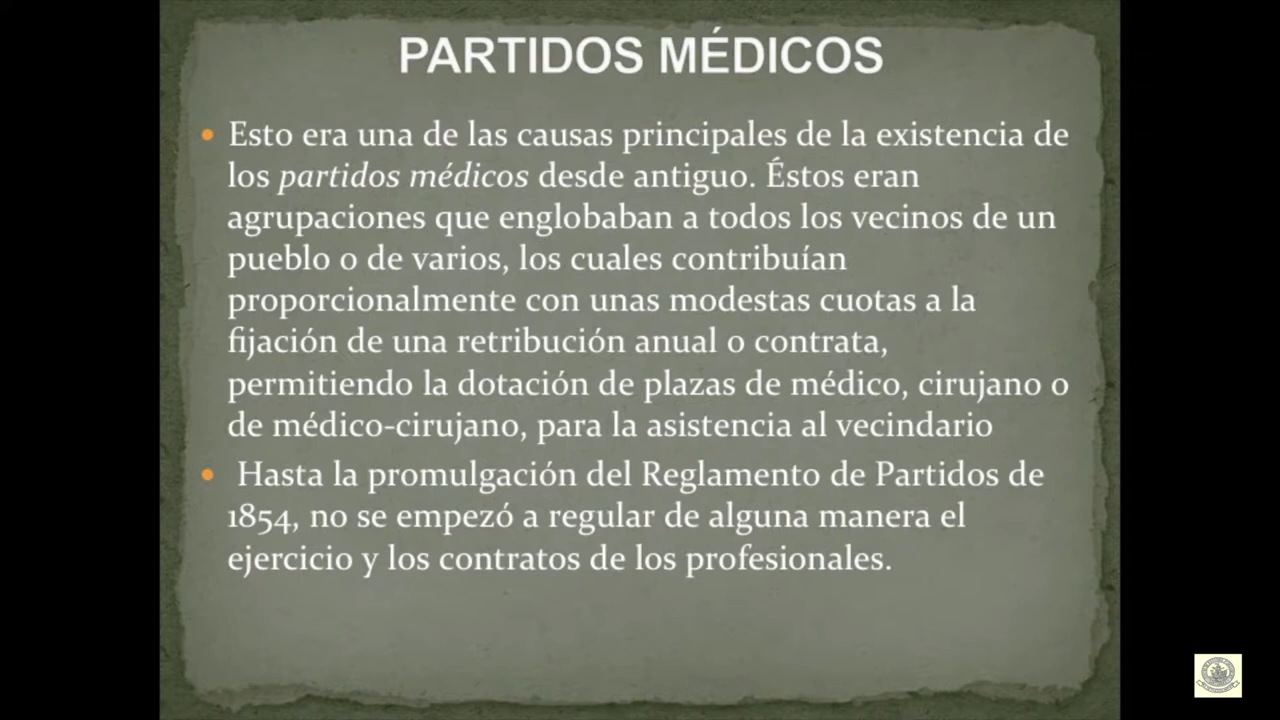 PARTIDOS MÉDICOS
• Esto era una de las causas principales de la existencia de
los partidos médicos desde antiguo. Éstos eran
agrupaciones que englobaban a todos los vecinos de un
pueblo o de varios, los cuales contribuían
proporcionalmente con unas modestas cuotas a la
fijación de una retribución anual o contrata,
permitiendo la dotación de plazas de médico, cirujano o
de médico-cirujano, para la asistencia al vecindario
• Hasta la promulgación del Reglamento de Partidos de
1854, no se empezó a regular de alguna manera el
ejercicio y los contratos de los profesionales.